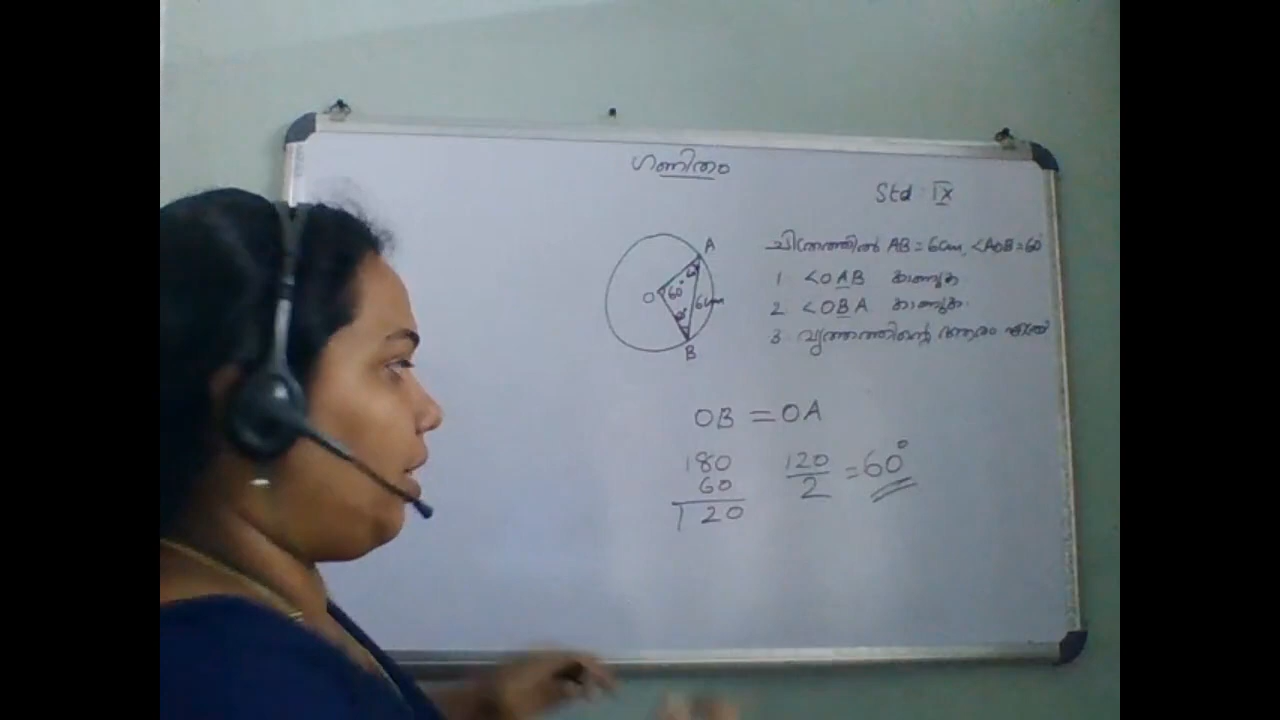 ഗണിതം
Std IX
ചിത്രത്തിൽ AB = 6cm, <AOB = 60°
1 <OAB കാണുക
2 <OBA കാണുക
3. വൃത്തത്തിന്റെ ആരം എത്ര
A
O 60° 6cm
B
OB = OA
180
60
120
120/2 = 60°